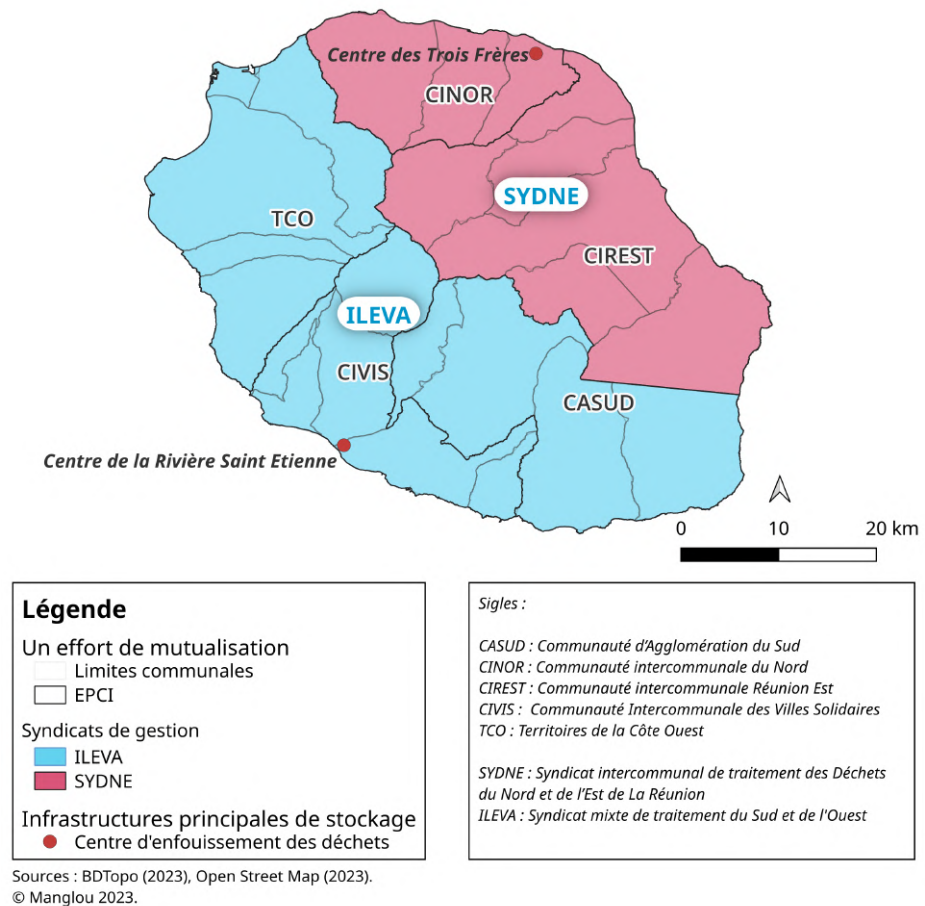 Centre des Trois Frères
CINOR
SYDNE
TCO
CIREST
ILEVA
CIVIS
CASUD
Centre de la Rivière Saint Etienne
0 10 20 km
Légende
Un effort de mutualisation
Limites communales
EPCI
Syndicats de gestion
ILEVA
SYDNE
Infrastructures principales de stockage
Centre d'enfouissement des déchets
Sigles :
CASUD : Communauté d'Agglomération du Sud
CINOR : Communauté intercommunale du Nord
CIREST : Communauté intercommunale Réunion Est
CIVIS : Communauté Intercommunale des Villes Solidaires
TCO : Territoires de la Côte Ouest
SYDNE : Syndicat intercommunal de traitement des Déchets
du Nord et de l'Est de La Réunion
ILEVA : Syndicat mixte de traitement du Sud et de l'Ouest
Sources : BDTopo (2023), Open Street Map (2023).
© Manglou 2023.